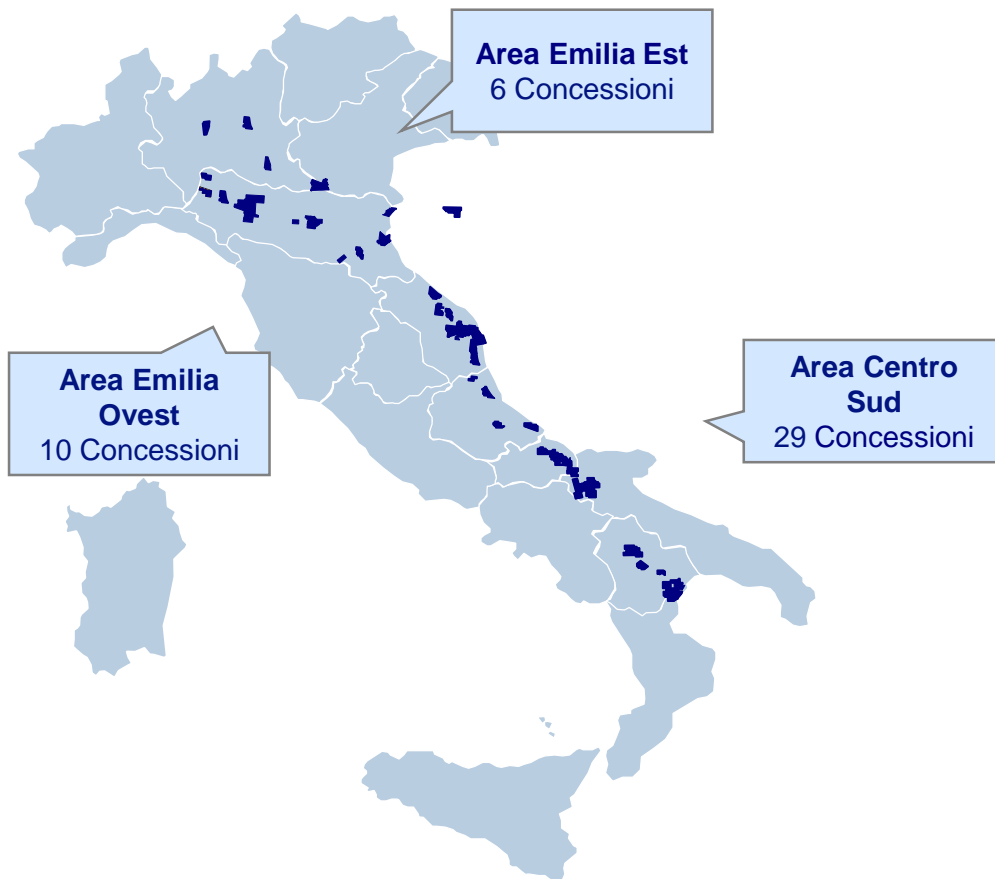 Area Emilia Est
6 Concessioni
Area Emilia
Ovest
10 Concessioni
Area Centro
Sud
29 Concessioni